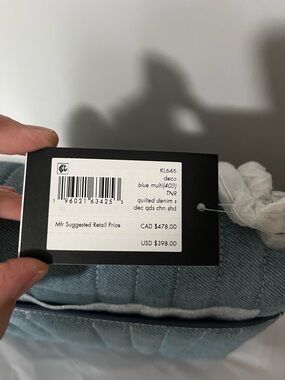 KL646
deco
blue multi(400)
TNR
quilted denim s
dec qds chn shd
1 96021 63425 3
Mfr Suggested Retail Price
CAD $478.00
USD $398.00